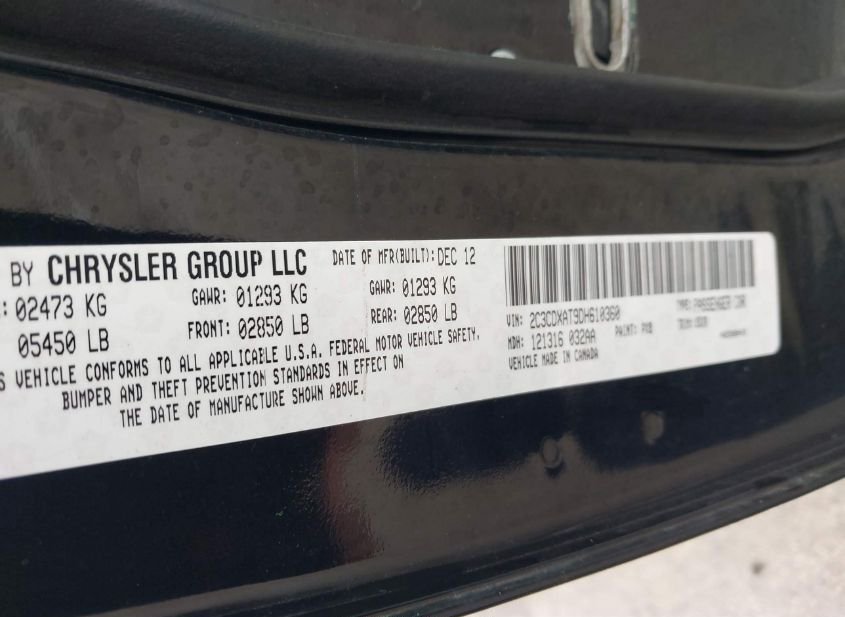 BY CHRYSLER GROUP LLC
DATE OF MFR(BUILT): DEC 12
: 02473 KG
05450 LB
GAWR: 01293 KG
FRONT: 02850 LB
GAWR: 01293 KG
REAR: 02850 LB
S VEHICLE CONFORMS TO ALL APPLICABLE U.S.A. FEDERAL MOTOR VEHICLE SAFETY,
BUMPER AND THEFT PREVENTION STANDARDS IN EFFECT ON
THE DATE OF MANUFACTURE SHOWN ABOVE.
VIN: 2C3CDXAT9DH610360
TYPE: PASSENGER CAR
MDH: 121316 032AA
PAINT: PXB
TRIM:
VEHICLE MADE IN CANADA